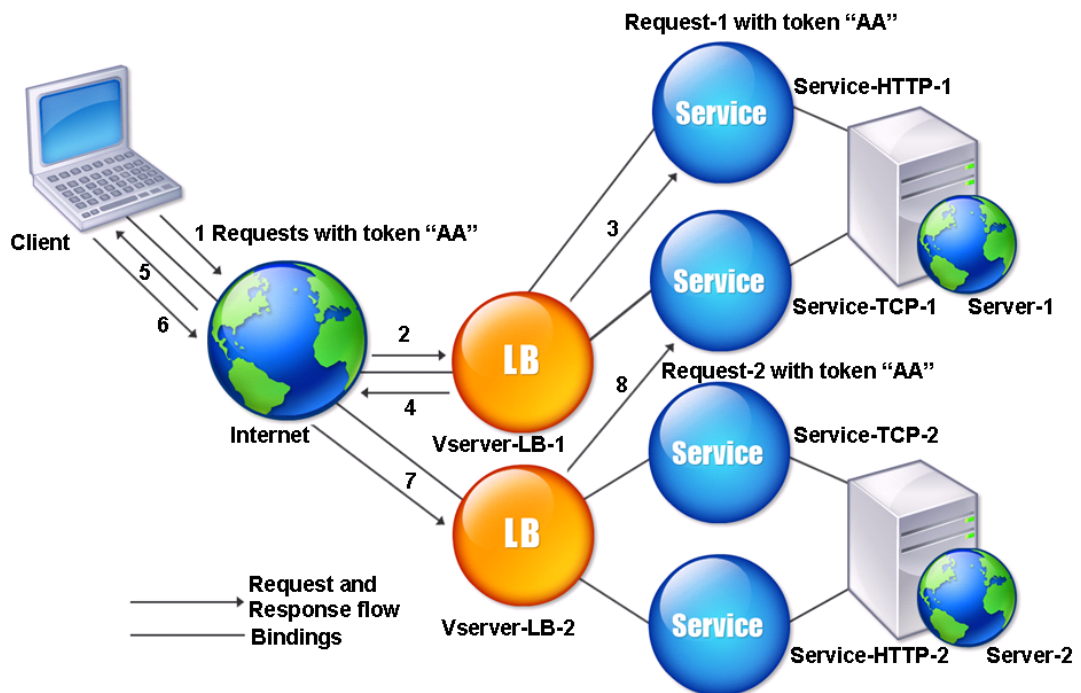 Request-1 with token “AA”
Service
Service-HTTP-1
Client
1 Requests with token “AA”
3
5
6
Service
Service-TCP-1
Server-1
2
LB
4
8
Request-2 with token “AA”
Internet
Vserver-LB-1
Service
Service-TCP-2
7
LB
Request and
Response flow
Bindings
Vserver-LB-2
Service
Service-HTTP-2
Server-2